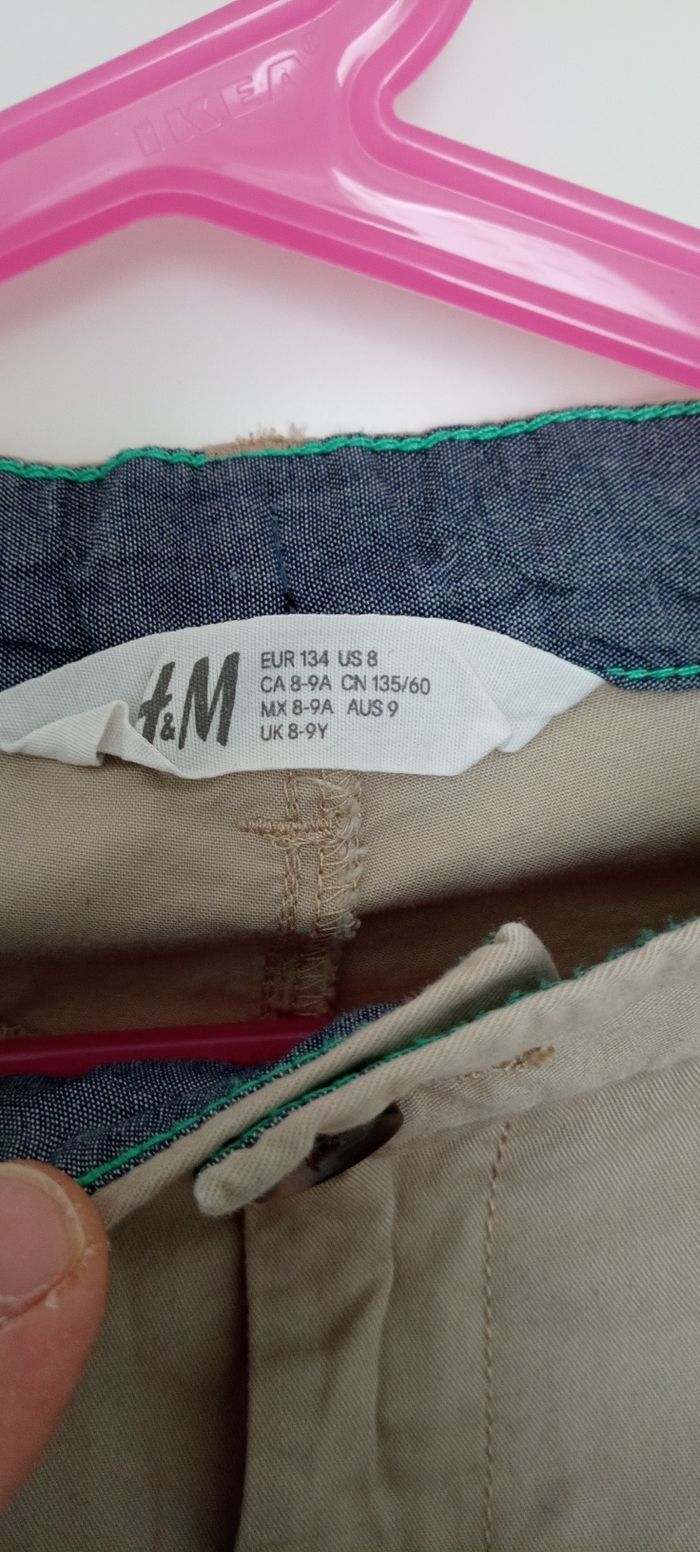 IKEA®
H&M
EUR 134 US 8
CA 8-9A CN 135/60
MX 8-9A AUS 9
UK 8-9Y